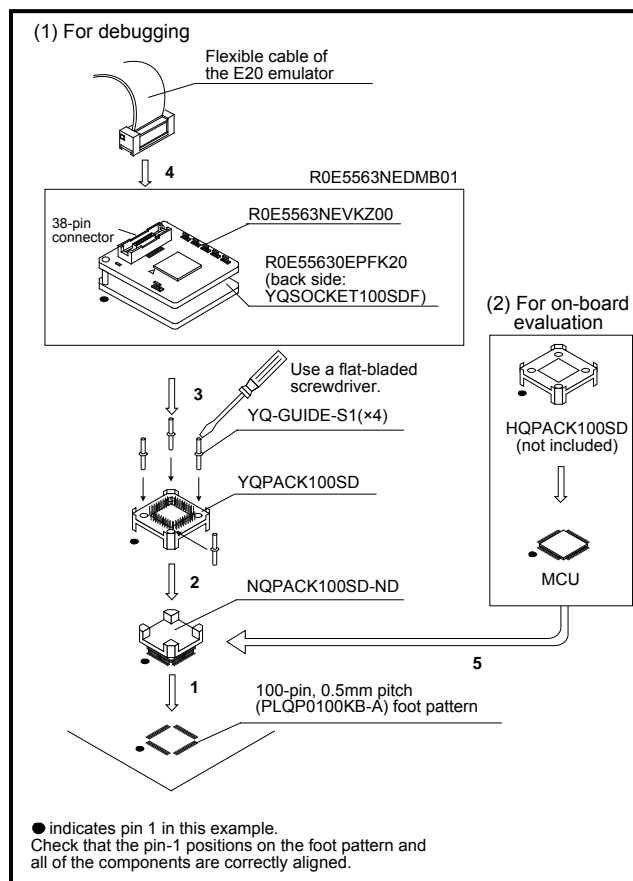 (1) For debugging
Flexible cable of
the E20 emulator
4
R0E5563NEDMB01
R0E5563NEVKZ00
38-pin
connector
R0E55630EPFK20
(back side:
YQSOCKET100SDF)
3
Use a flat-bladed
screwdriver.
YQ-GUIDE-S1(×4)
YQPACK100SD
2
NQPACK100SD-ND
1
100-pin, 0.5mm pitch
(PLQP0100KB-A) foot pattern
(2) For on-board
evaluation
HQPACK100SD
(not included)
MCU
5
● indicates pin 1 in this example.
Check that the pin-1 positions on the foot pattern and
all of the components are correctly aligned.